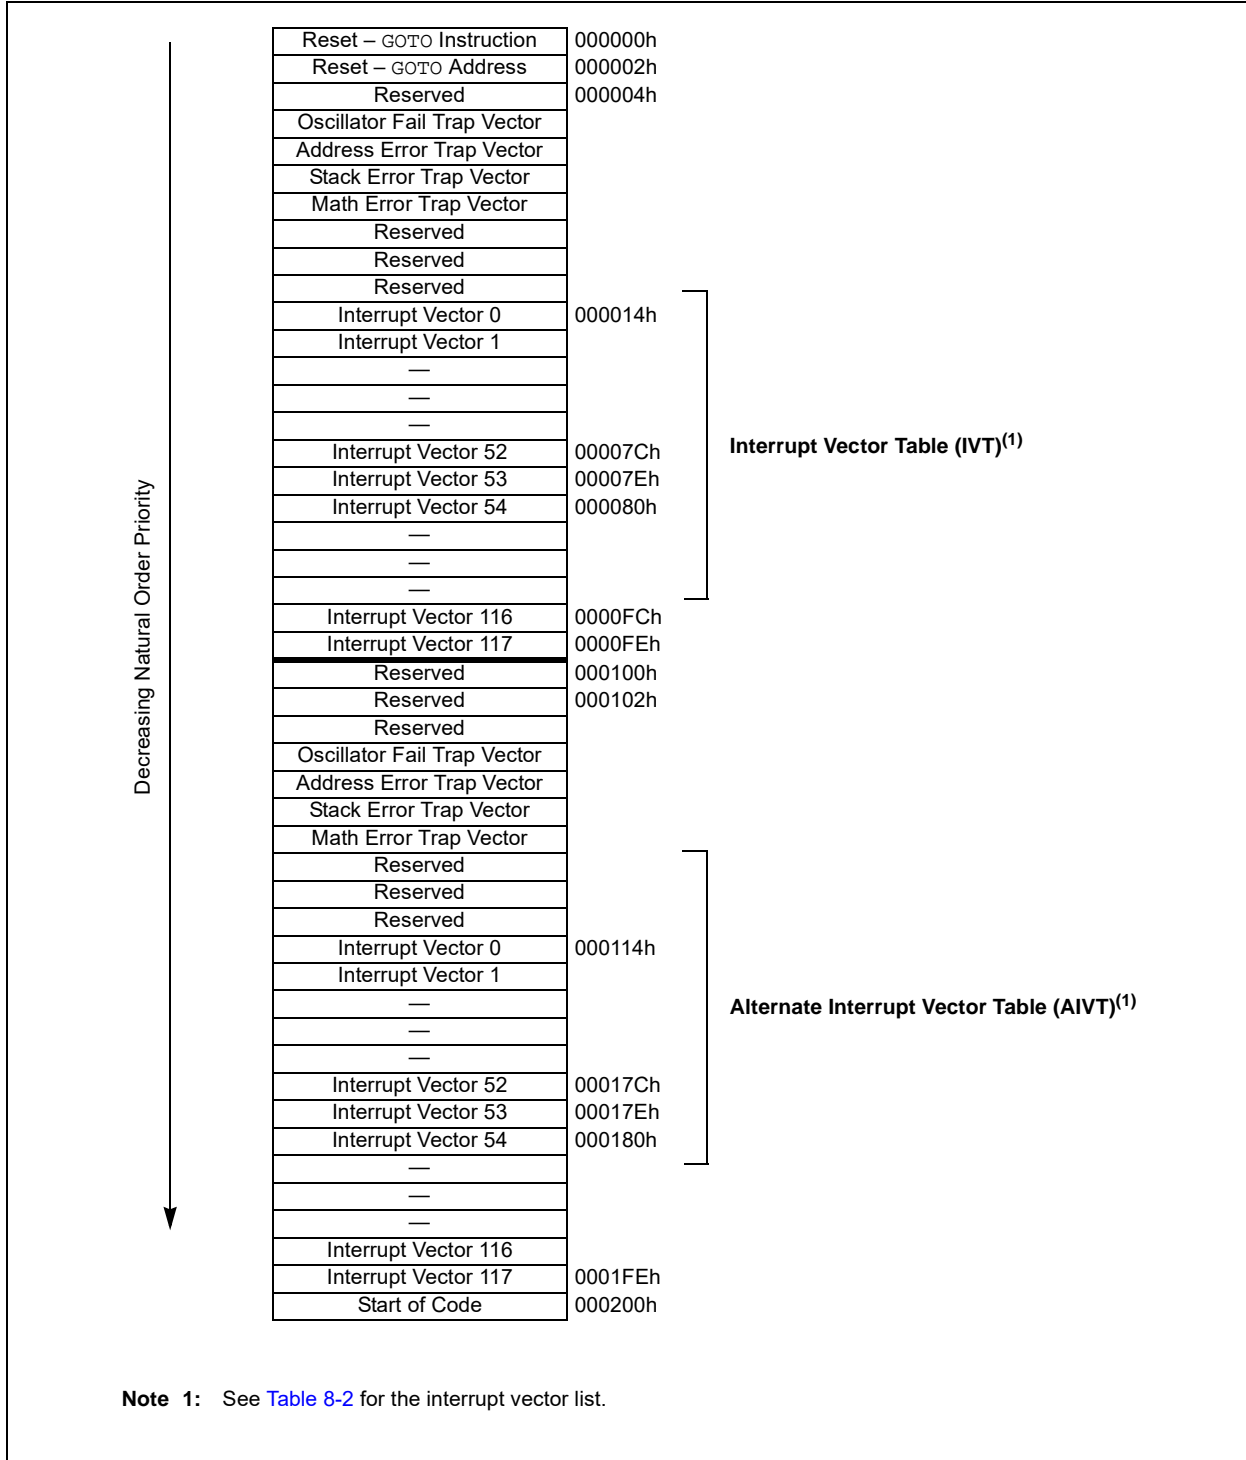 Reset – GOTO Instruction 000000h
Reset – GOTO Address 000002h
Reserved 000004h
Oscillator Fail Trap Vector
Address Error Trap Vector
Stack Error Trap Vector
Math Error Trap Vector
Reserved
Reserved
Reserved
Interrupt Vector 0 000014h
Interrupt Vector 1
—
—
—
Interrupt Vector 52 00007Ch
Interrupt Vector 53 00007Eh
Interrupt Vector 54 000080h
—
—
—
Interrupt Vector 116 0000FCh
Interrupt Vector 117 0000FEh
Reserved 000100h
Reserved 000102h
Reserved
Oscillator Fail Trap Vector
Address Error Trap Vector
Stack Error Trap Vector
Math Error Trap Vector
Reserved
Reserved
Reserved
Interrupt Vector 0 000114h
Interrupt Vector 1
—
—
—
Interrupt Vector 52 00017Ch
Interrupt Vector 53 00017Eh
Interrupt Vector 54 000180h
—
—
—
Interrupt Vector 116
Interrupt Vector 117 0001FEh
Start of Code 000200h
Decreasing Natural Order Priority
Interrupt Vector Table (IVT)(1)
Alternate Interrupt Vector Table (AIVT)(1)
Note 1: See Table 8-2 for the interrupt vector list.